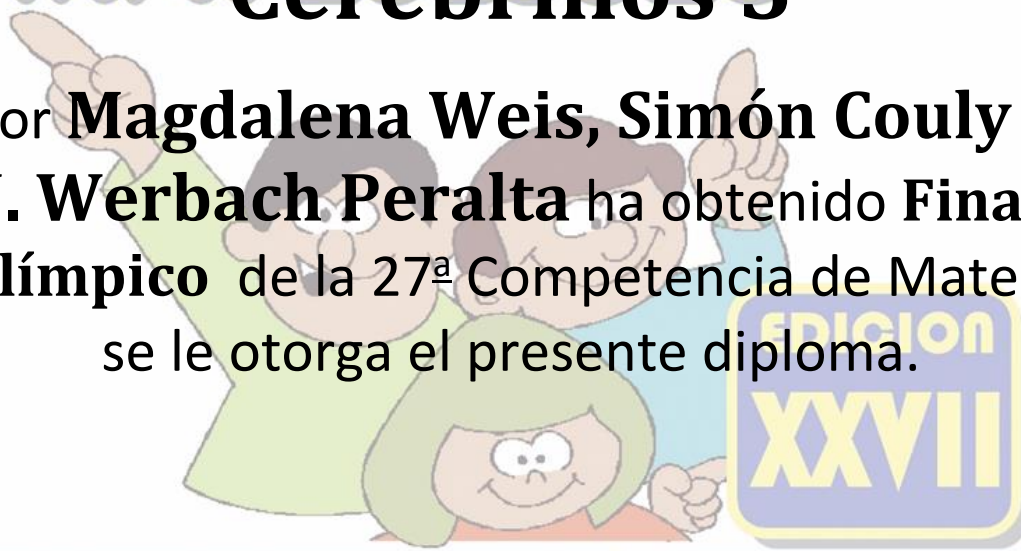 Cerebritos 3
or Magdalena Weis, Simón Couly
. Werbach Peralta ha obtenido Fina
límpico de la 27ª Competencia de Mate
se le otorga el presente diploma.
EDICION
XXVII